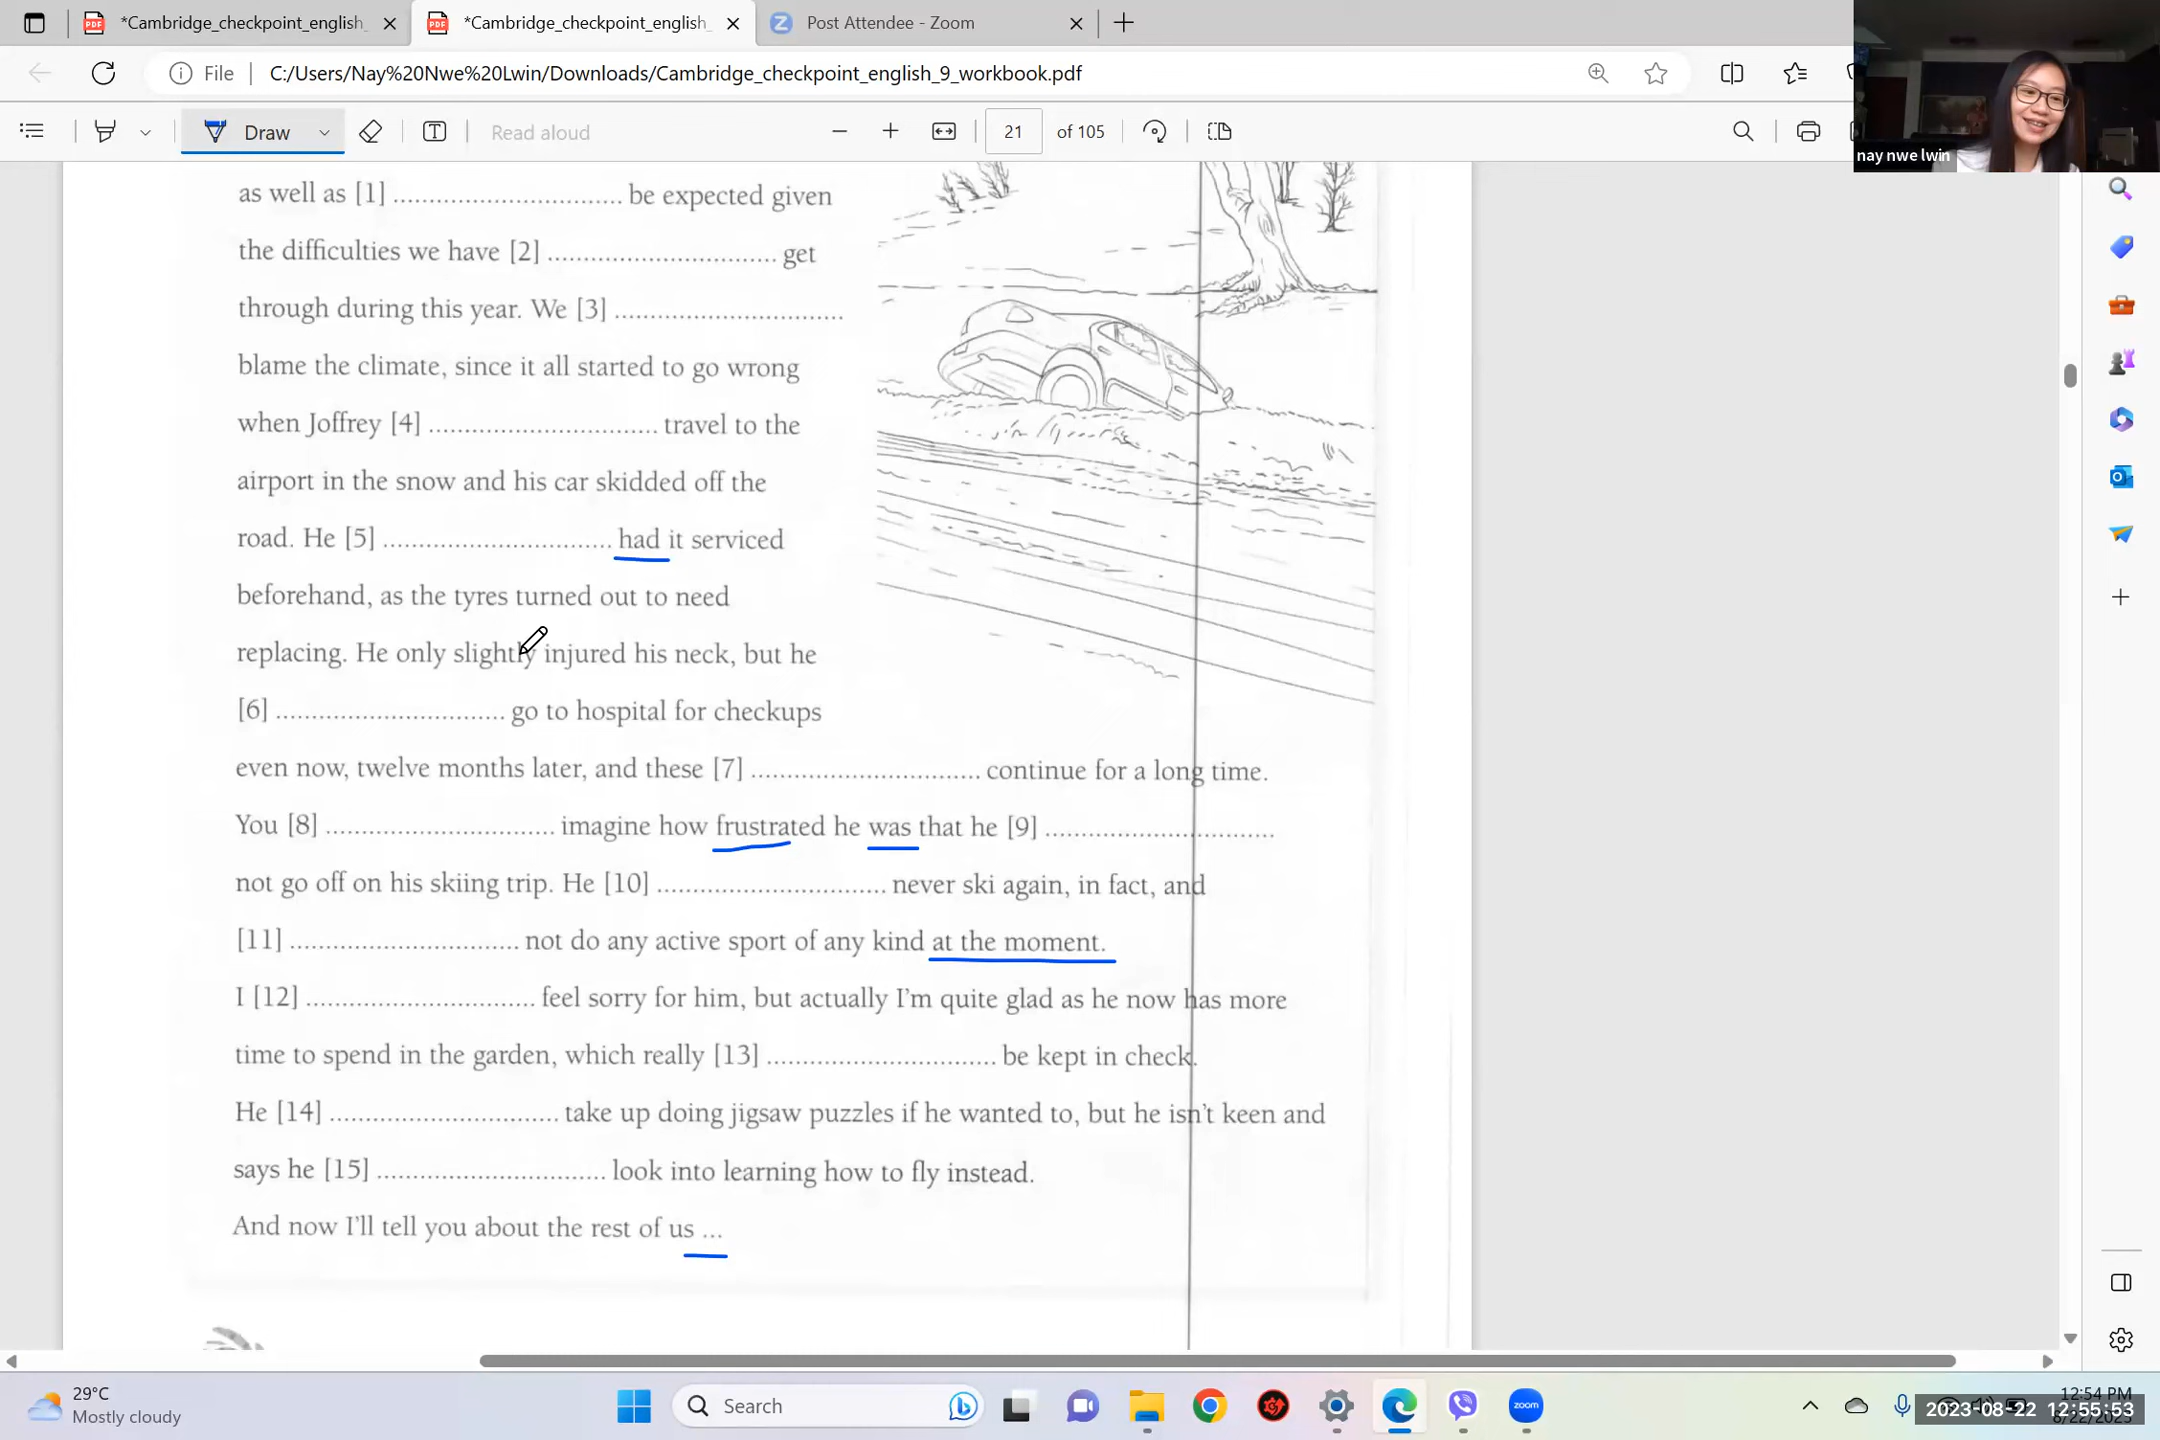 *Cambridge_checkpoint_english_
*Cambridge_checkpoint_english_
Post Attendee - Zoom
File
C:/Users/Nay%20Nwe%20Lwin/Downloads/Cambridge_checkpoint_english_9_workbook.pdf
Draw
Read aloud
21
of 105
nay nwe lwin
as well as [1] ............................ be expected given
the difficulties we have [2] ............................ get
through during this year. We [3] ............................
blame the climate, since it all started to go wrong
when Joffrey [4] ............................ travel to the
airport in the snow and his car skidded off the
road. He [5] ............................ had it serviced
beforehand, as the tyres turned out to need
replacing. He only slightly injured his neck, but he
[6] ............................ go to hospital for checkups
even now, twelve months later, and these [7] ............................ continue for a long time.
You [8] ............................ imagine how frustrated he was that he [9] ............................
not go off on his skiing trip. He [10] ............................ never ski again, in fact, and
[11] ............................ not do any active sport of any kind at the moment.
I [12] ............................ feel sorry for him, but actually I'm quite glad as he now has more
time to spend in the garden, which really [13] ............................ be kept in check.
He [14] ............................ take up doing jigsaw puzzles if he wanted to, but he isn't keen and
says he [15] ............................ look into learning how to fly instead.
And now I'll tell you about the rest of us ...
29°C
Mostly cloudy
Search
zoom
12:54 PM
2023-08-22 12:55:53